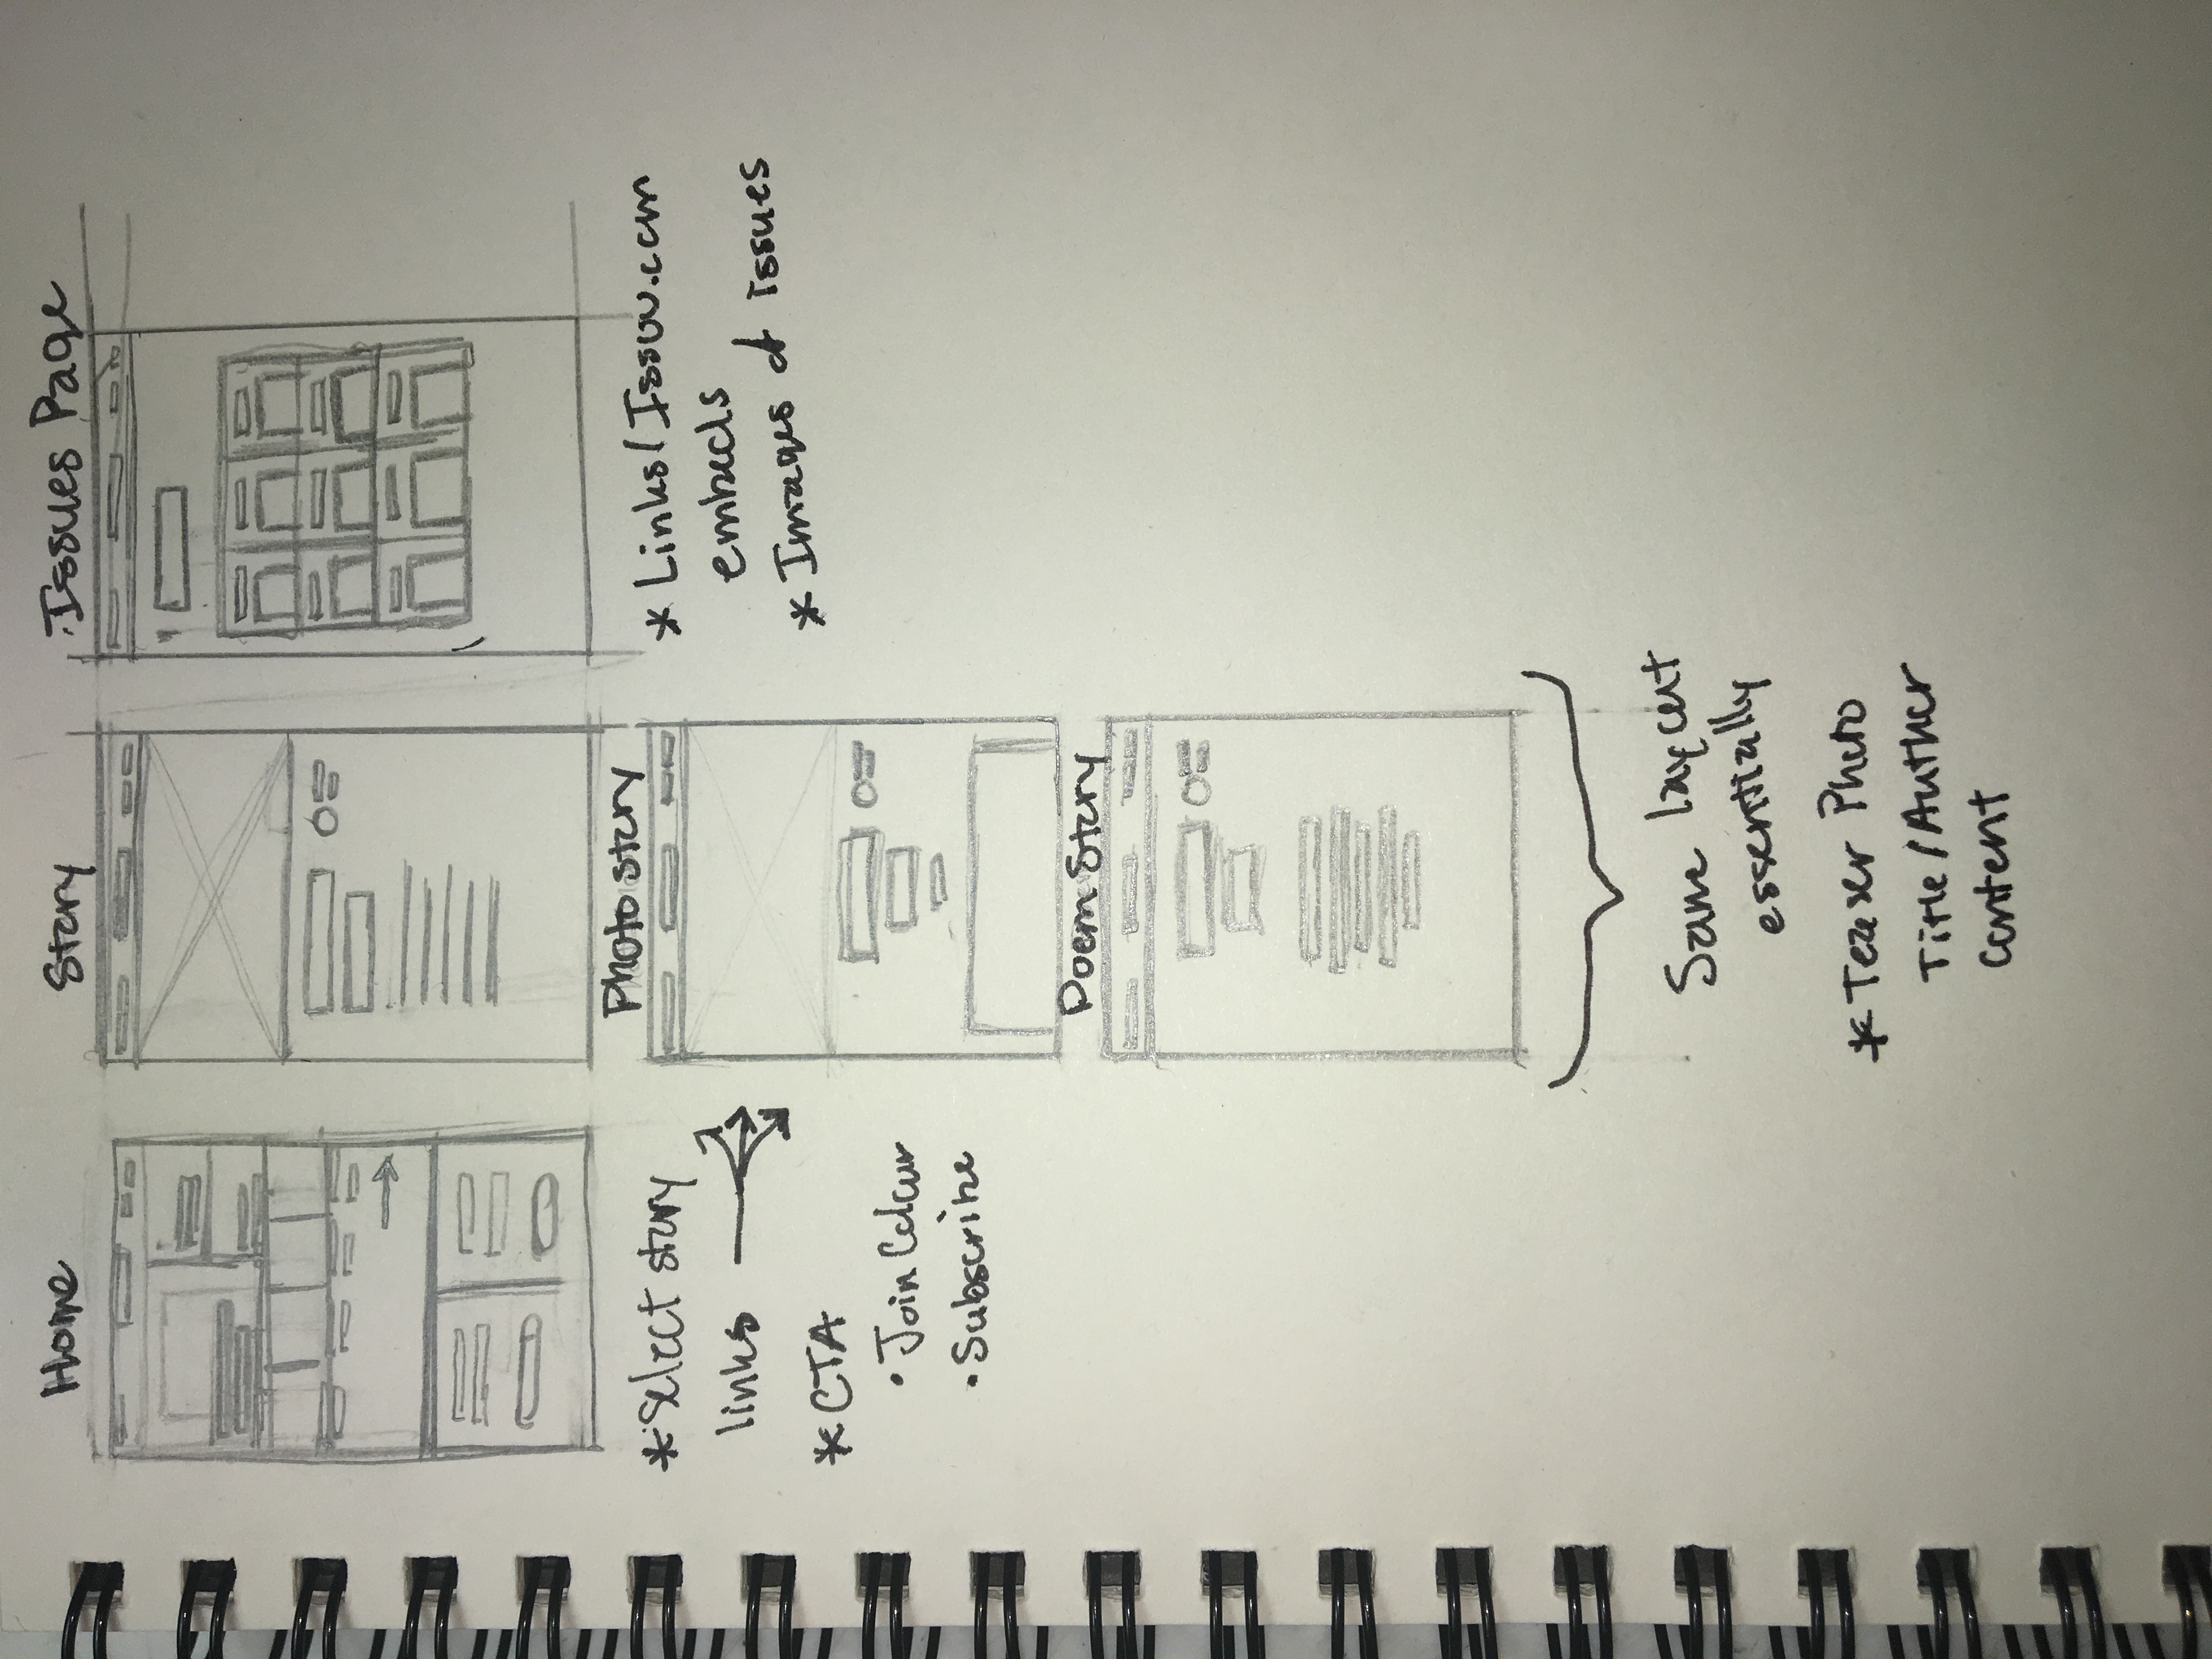 Home
Story
Issues Page
* Select story
links
* CTA
• Join Colour
• Subscribe
Photo story
Poem Story
* Links/Issuu.com
embeds
* Images of issues
Same layout
essentially
* Teaser Photo
Title/Author
Content